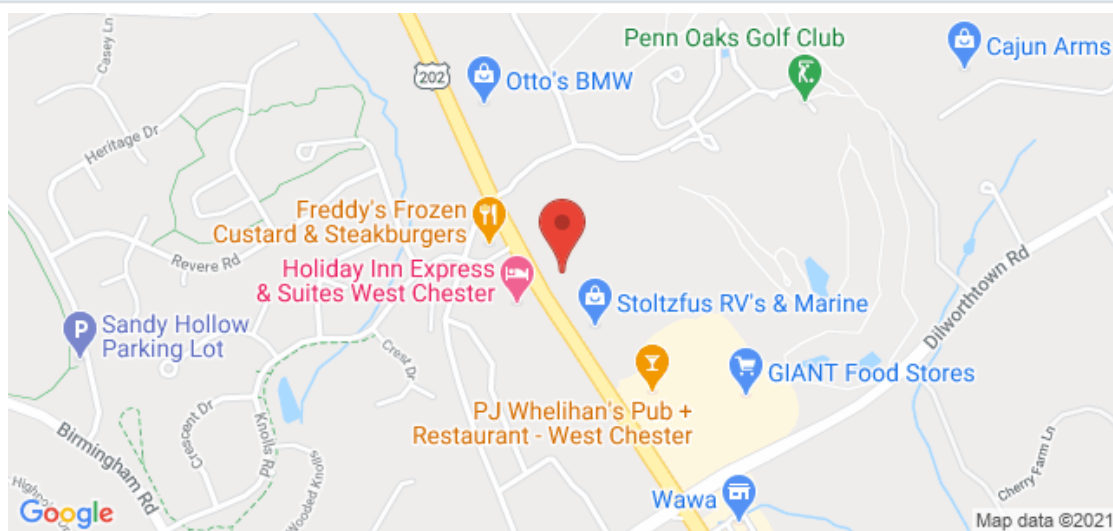 Casey Ln
202
Otto's BMW
Penn Oaks Golf Club
Cajun Arms
Heritage Dr
Freddy's Frozen
Custard & Steakburgers
Revere Rd
Holiday Inn Express
& Suites West Chester
Stoltzfus RV's & Marine
Dilworthtown Rd
P
Sandy Hollow
Parking Lot
Crest Dr
GIANT Food Stores
PJ Whelihan's Pub +
Restaurant - West Chester
Crescent Dr
Knolls Rd
Birmingham Rd
Wooded Knolls
Cherry Farm Ln
Wawa
Google
Map data ©2021